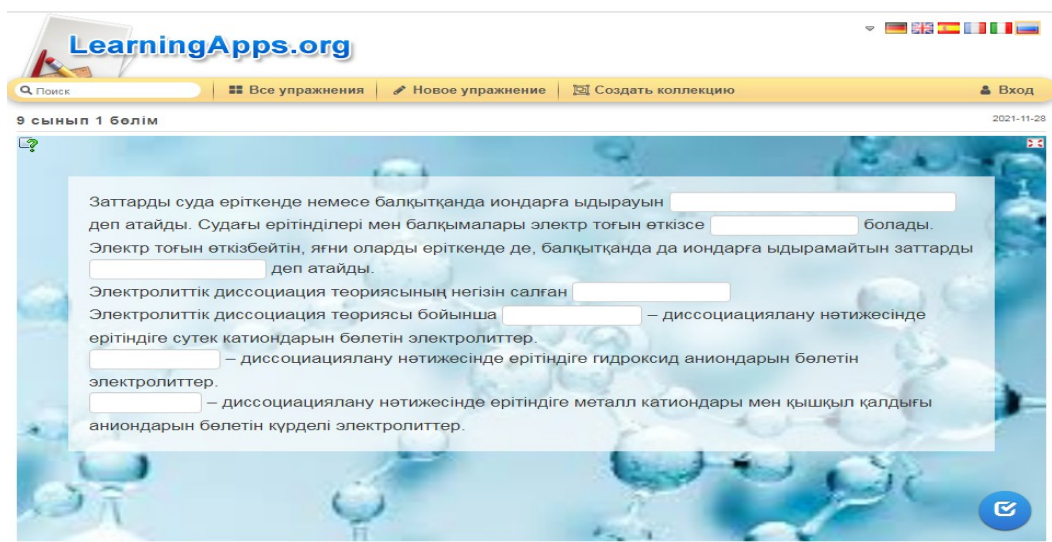 LearningApps.org
Поиск Все упражнения Новое упражнение Создать коллекцию Вход
9 сынып 1 бөлім 2021-11-28
Заттарды суда еріткенде немесе балқытқанда иондарға ыдырауын
деп атайды. Судағы ерітінділері мен балқымалары электр тоғын өткізсе болады.
Электр тоғын өткізбейтін, яғни оларды еріткенде де, балқытқанда да иондарға ыдырамайтын заттарды
деп атайды.
Электролиттік диссоциация теориясының негізін салған
Электролиттік диссоциация теориясы бойынша – диссоциациялану нәтижесінде
ерітіндіге сутек катиондарын бөлетін электролиттер.
– диссоциациялану нәтижесінде ерітіндіге гидроксид аниондарын бөлетін
электролиттер.
– диссоциациялану нәтижесінде ерітіндіге металл катиондары мен қышқыл қалдығы
аниондарын бөлетін күрделі электролиттер.